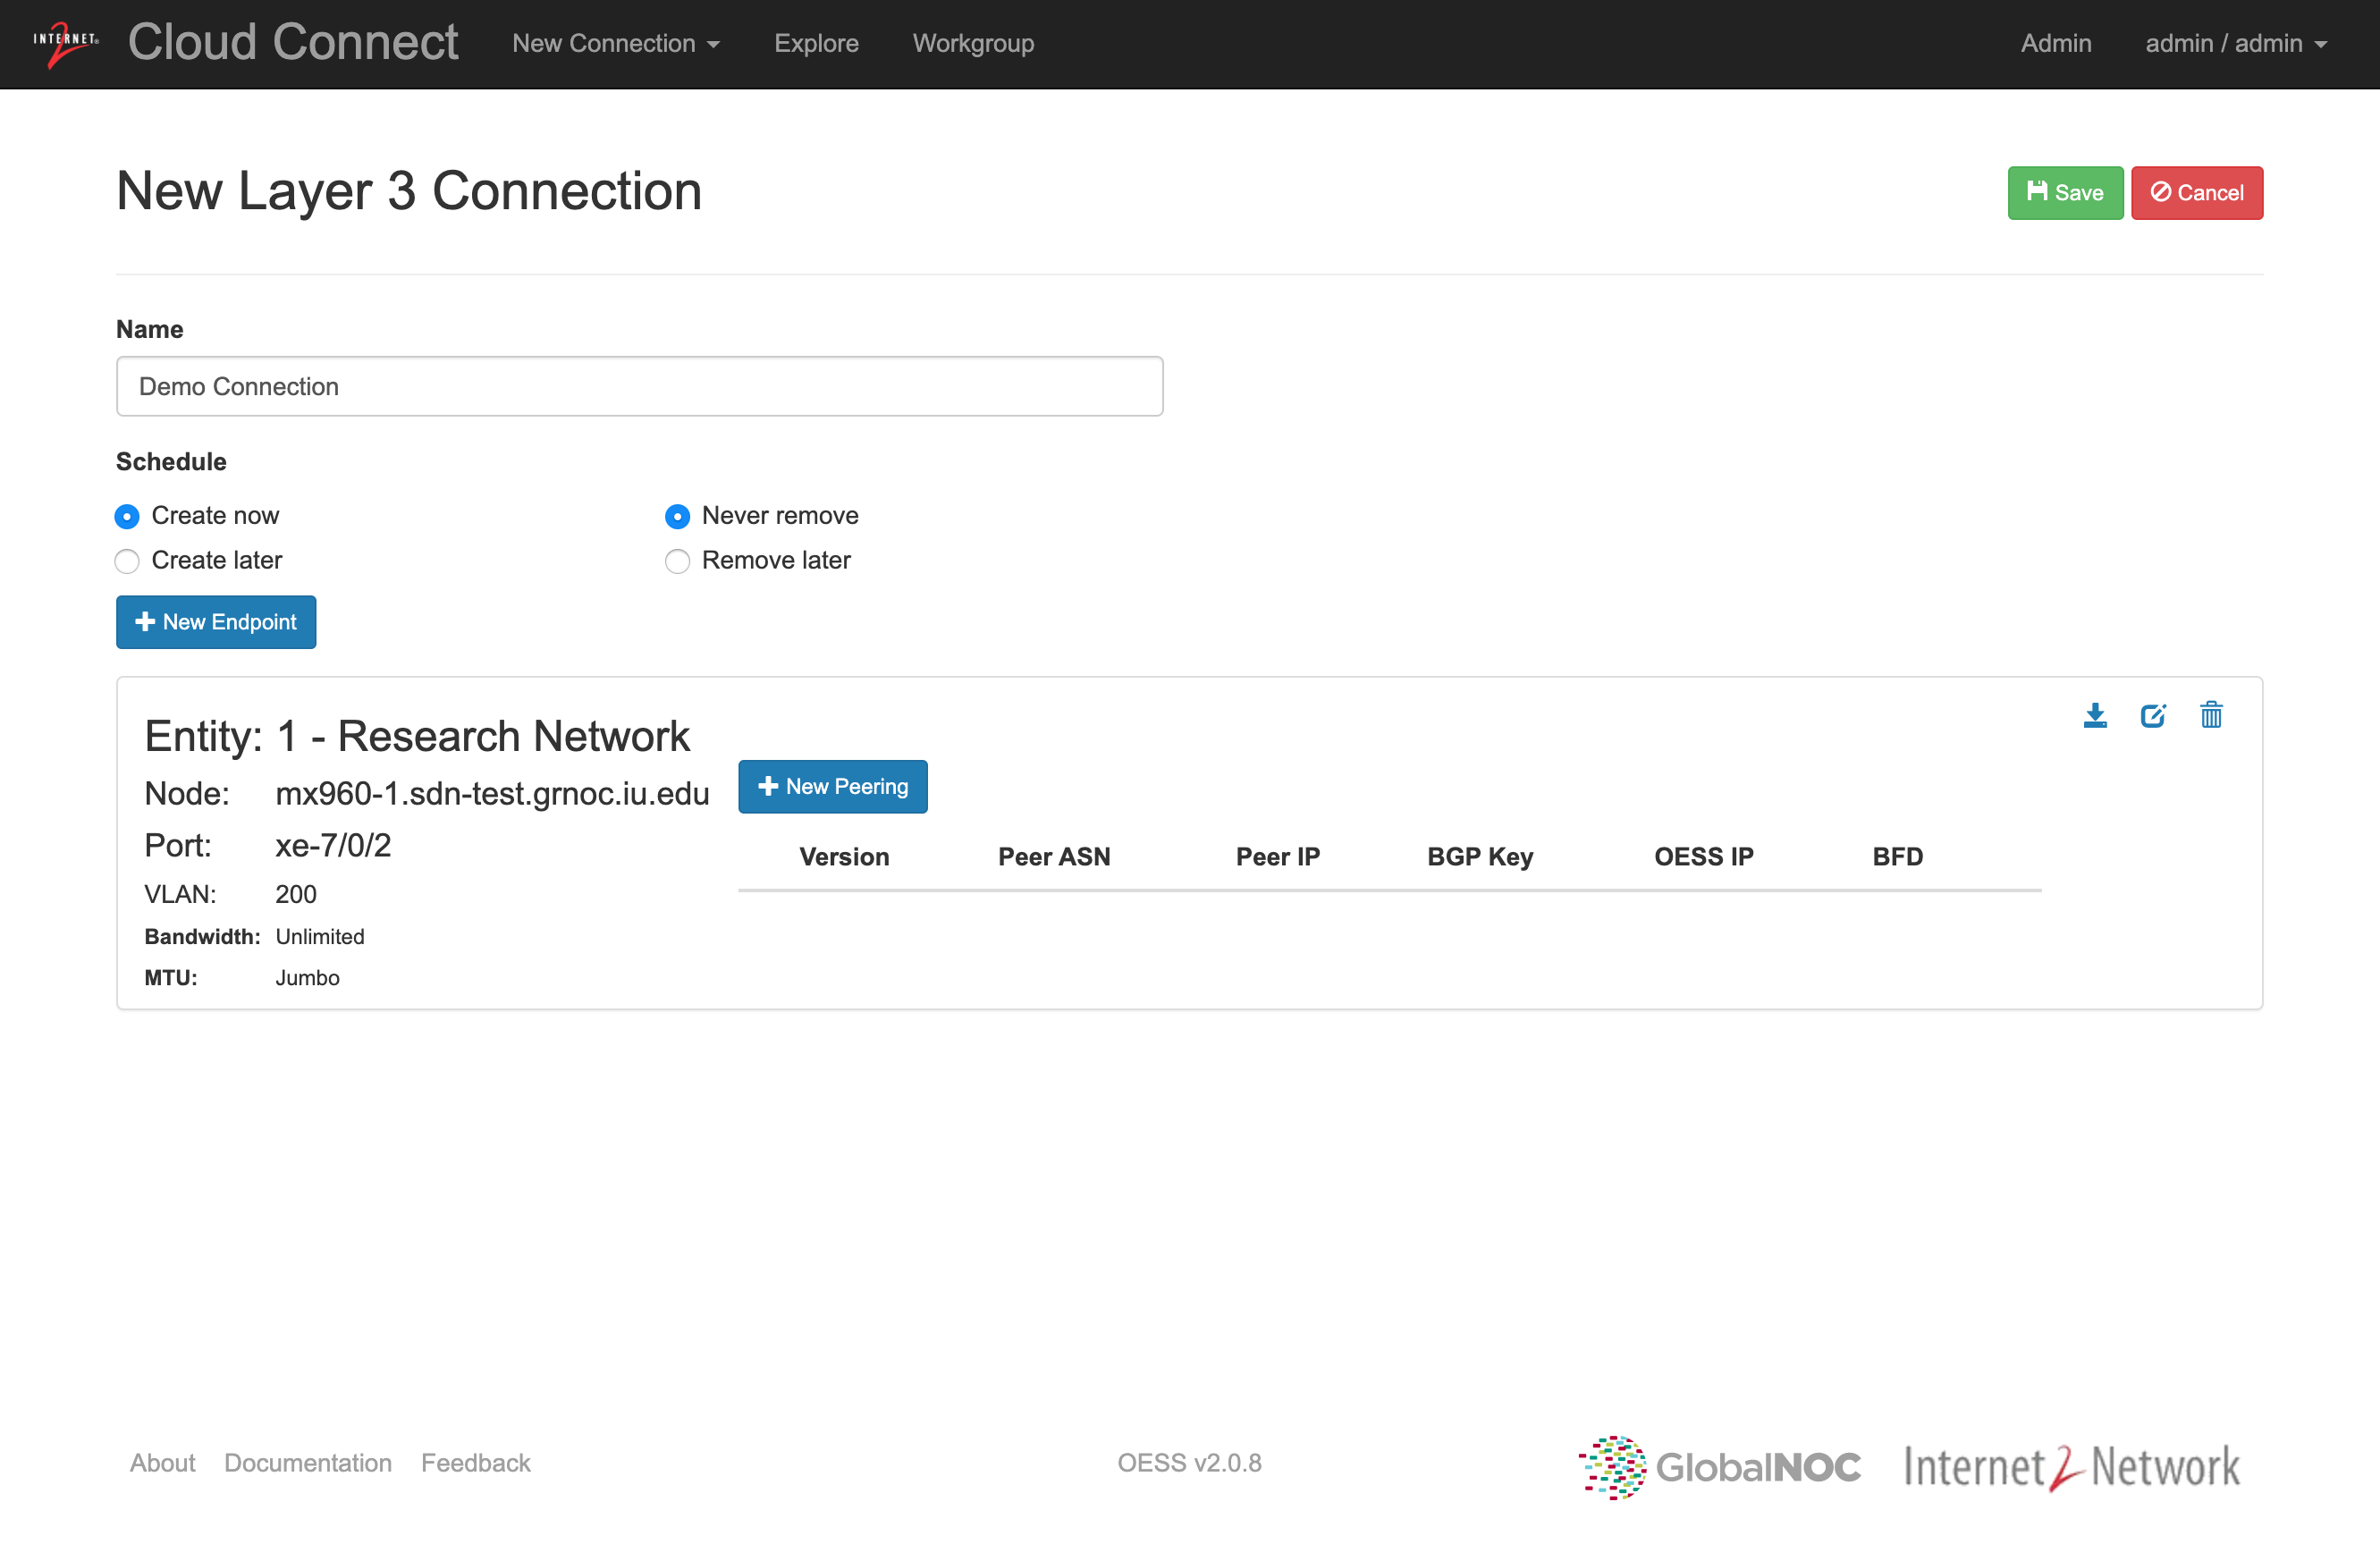 INTERNET 2 ® Cloud Connect New Connection Explore Workgroup Admin admin / admin
New Layer 3 Connection Save Cancel
Name
Demo Connection
Schedule
Create now Never remove
Create later Remove later
New Endpoint
Entity: 1 - Research Network
Node: mx960-1.sdn-test.grnoc.iu.edu New Peering
Port: xe-7/0/2 Version Peer ASN Peer IP BGP Key OESS IP BFD
VLAN: 200
Bandwidth: Unlimited
MTU: Jumbo
About Documentation Feedback OESS v2.0.8 GlobalNOC Internet2 Network